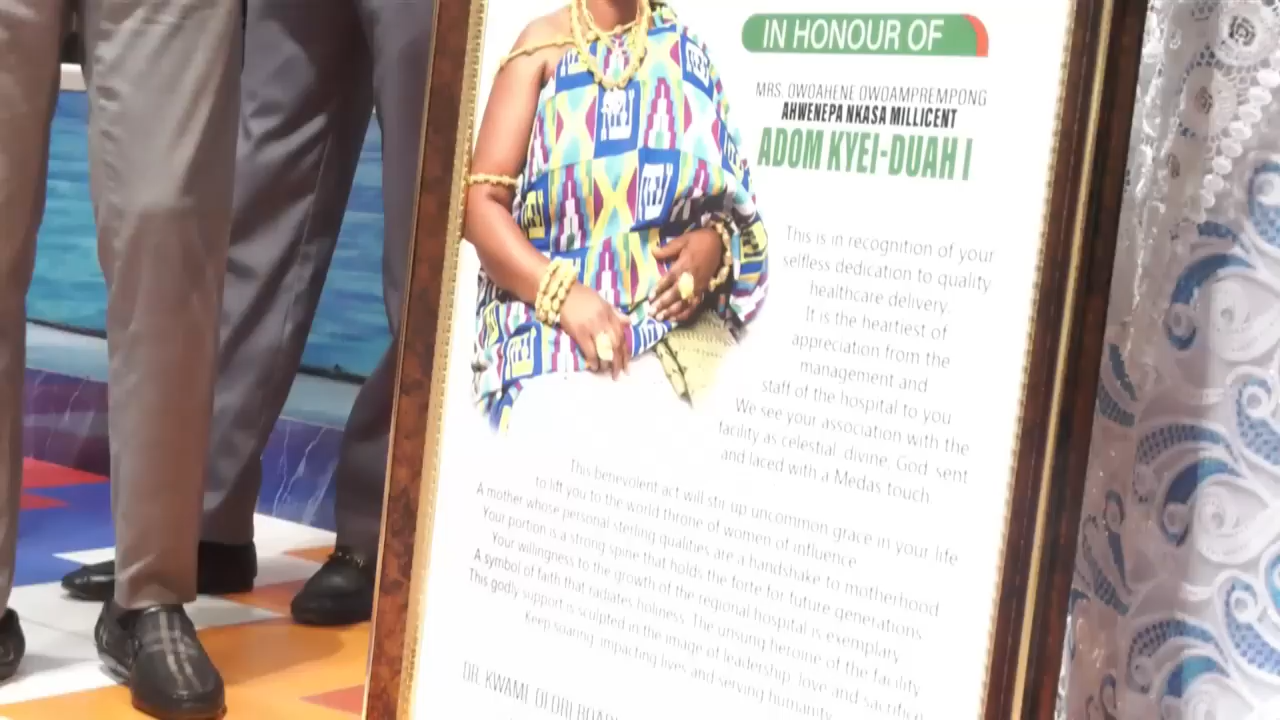 IN HONOUR OF
MRS. OWOAHENE OWOAMPREMPONG
AHWENEPA NKASA MILLICENT
ADOM KYEI-DUAH I
This is in recognition of your
selfless dedication to quality
healthcare delivery.
It is the heartiest of
appreciation from the
management and
staff of the hospital to you
We see your association with the
facility as celestial, divine, God sent
and laced with a Medas touch.
This benevolent act will stir up uncommon grace in your life
to lift you to the world throne of women of influence
A mother whose personal sterling qualities are a handshake to motherhood
Your portion is a strong spine that holds the forte for future generations
Your willingness to the growth of the regional hospital is exemplary
A symbol of faith that radiates holiness. The unsung heroine of the facility
This godly support is sculpted in the image of leadership, love and sacrifice
Keep soaring, impacting lives and serving humanity
DR. KWAME